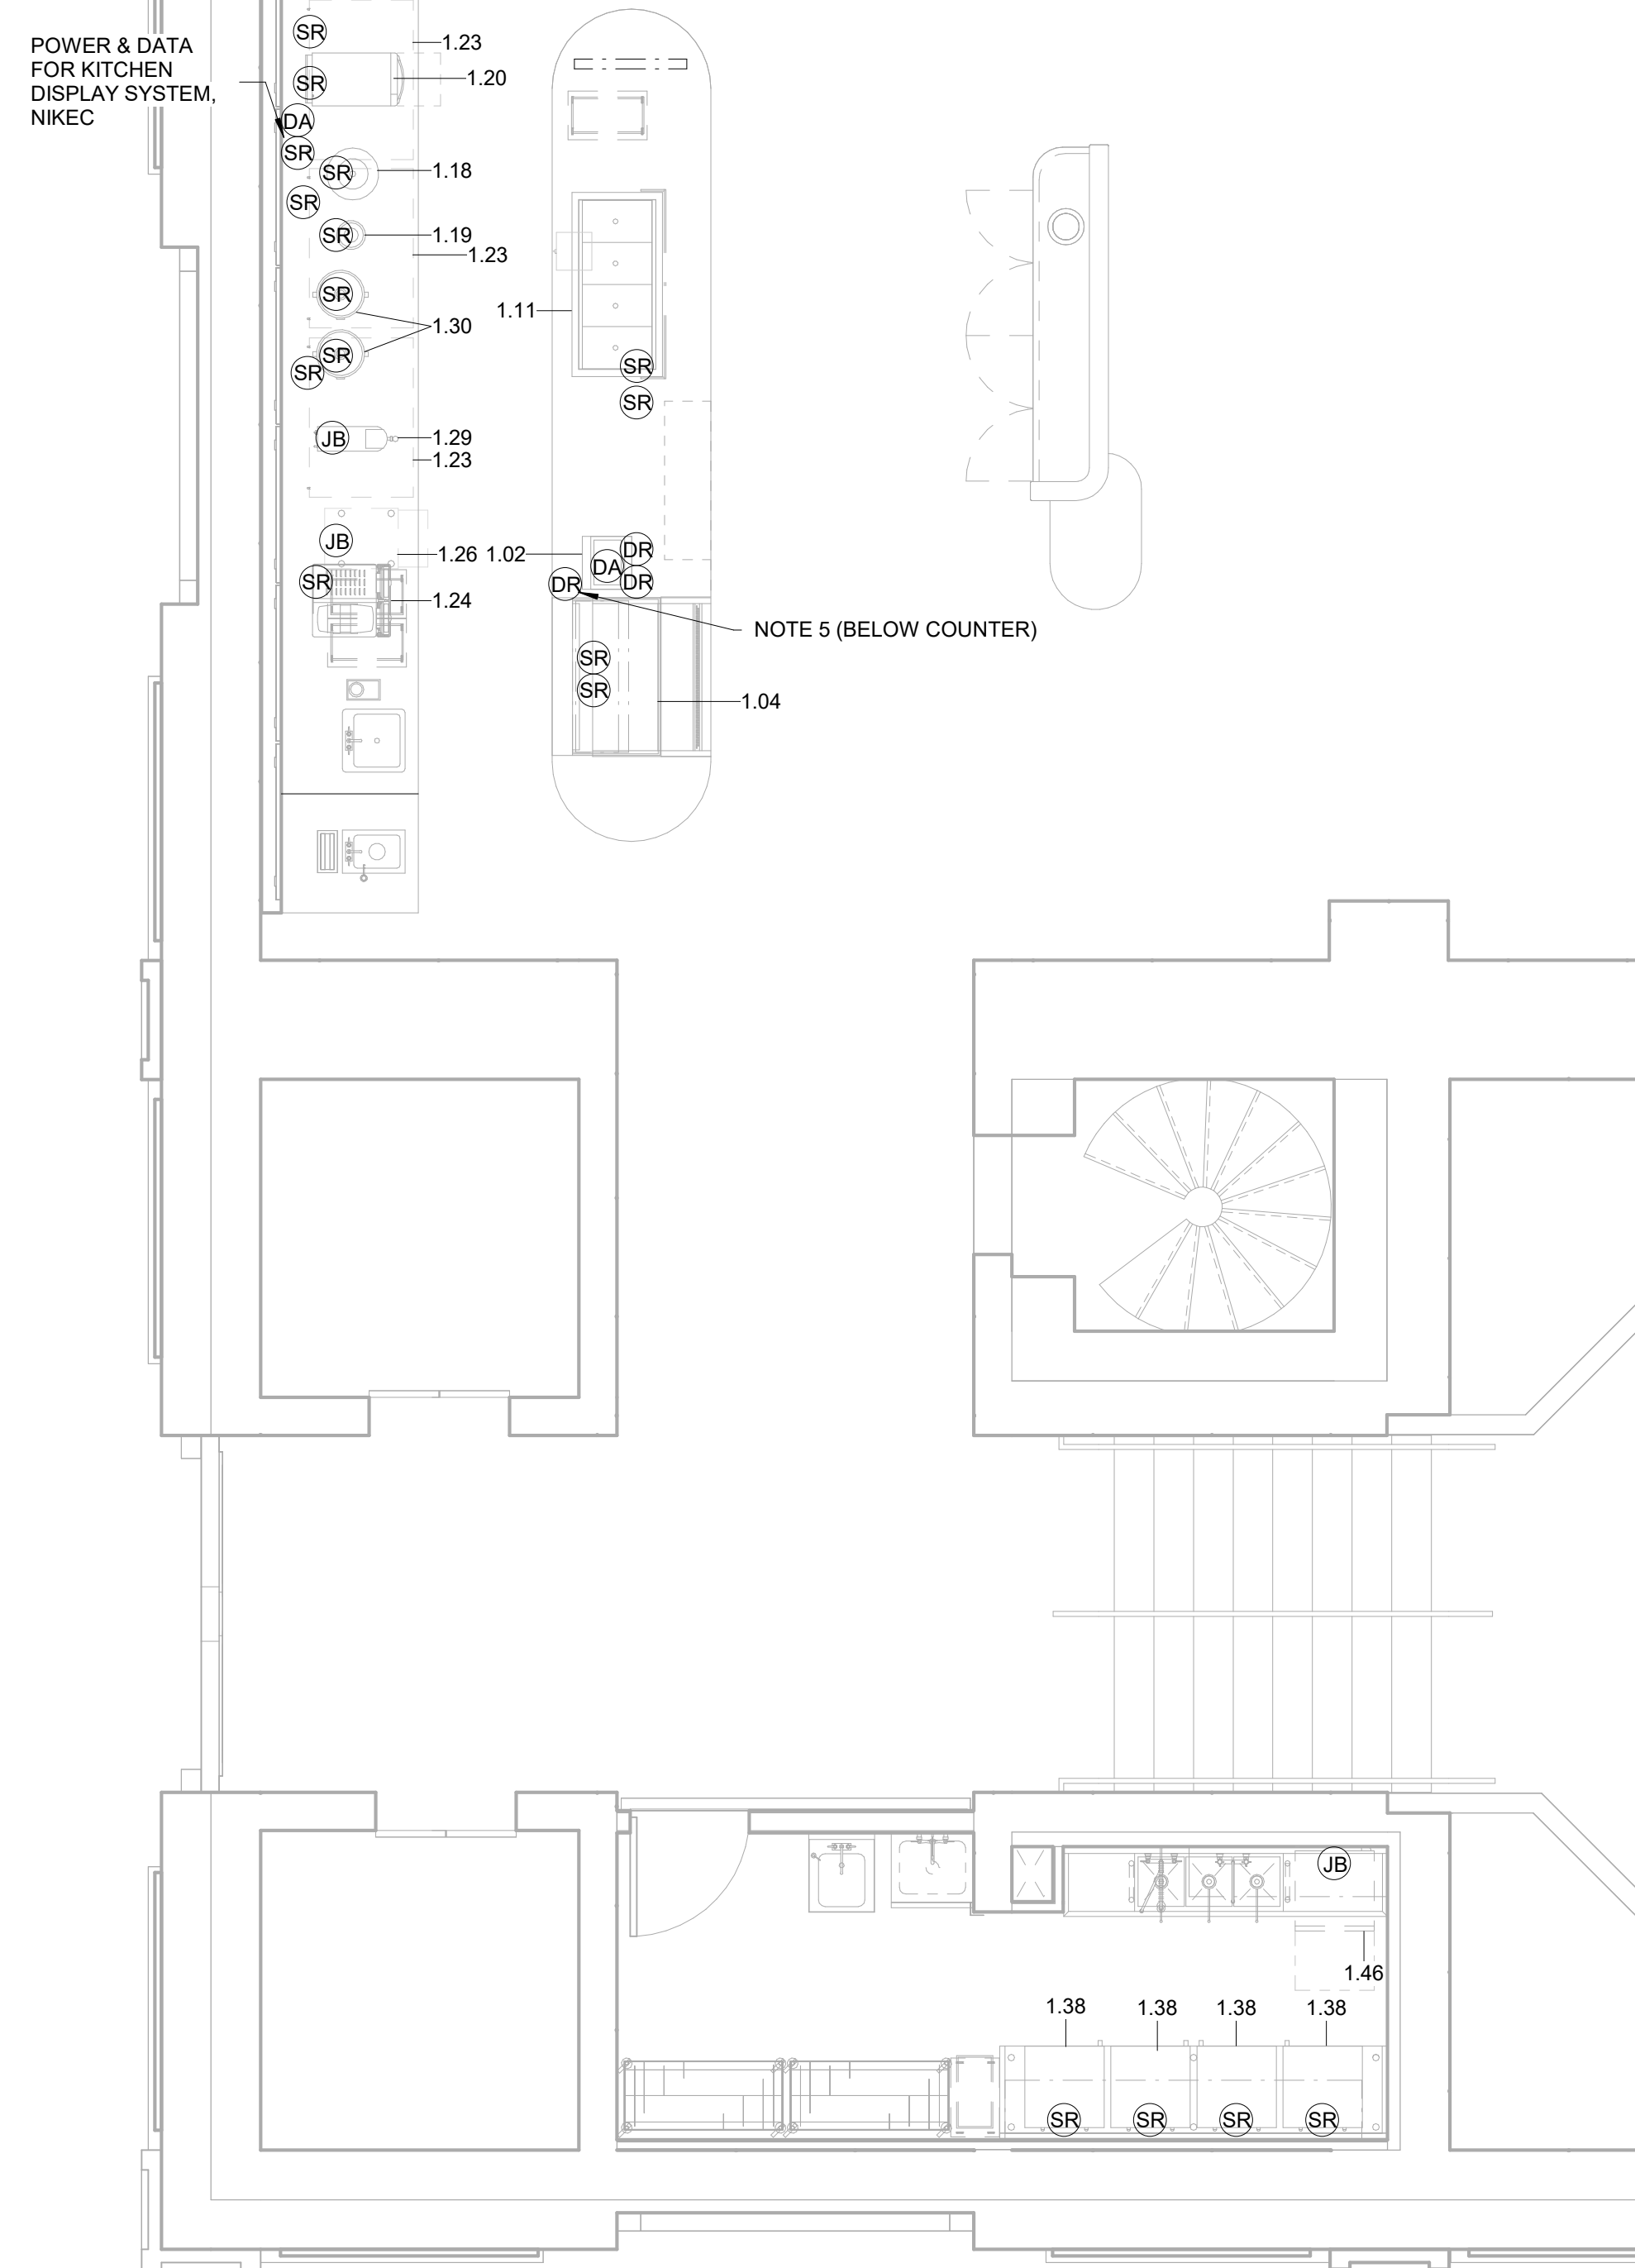 POWER & DATA
FOR KITCHEN
DISPLAY SYSTEM,
NIKEC
SR
1.23
SR
1.20
DA
SR
SR
1.18
SR
SR
1.19
1.23
SR
1.30
SR
SR
JB
1.29
1.23
JB
1.26
SR
1.24
1.11
SR
SR
1.02
DR
DA
DR
DR
NOTE 5 (BELOW COUNTER)
SR
SR
1.04
JB
1.46
1.38
1.38
1.38
1.38
SR
SR
SR
SR